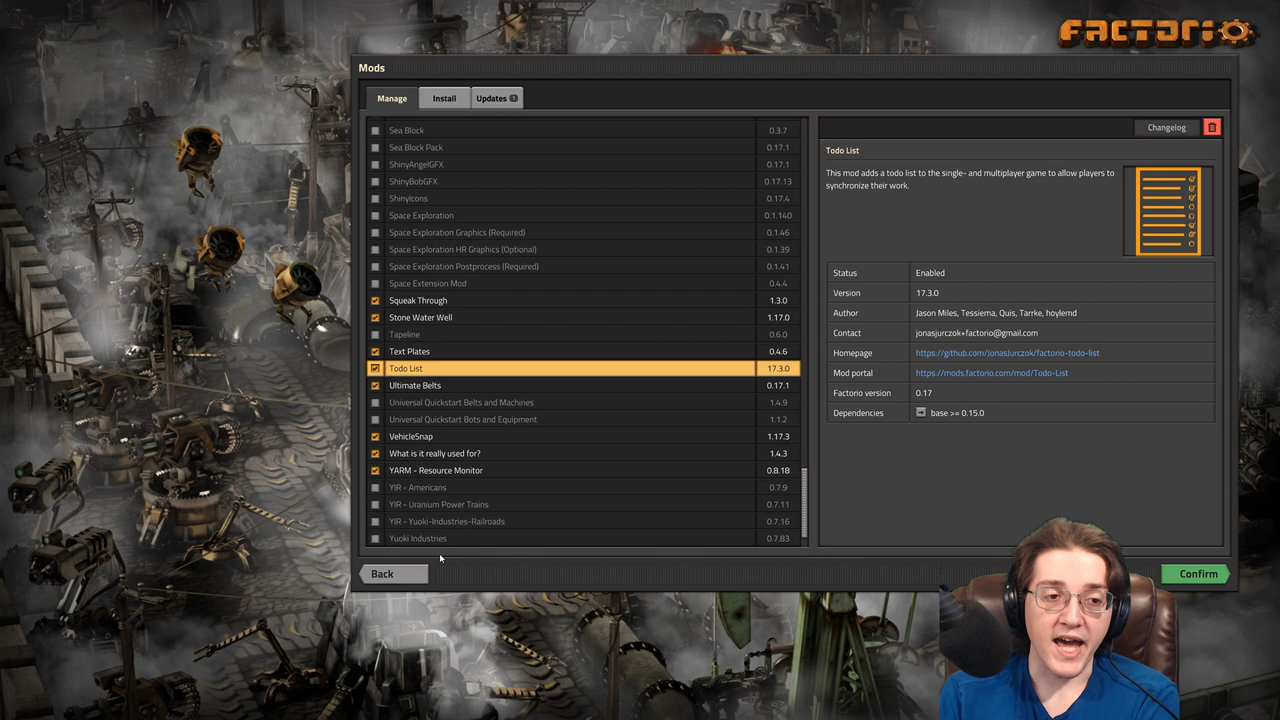 FACTORIO
Mods
Manage
Install
Updates
Changelog
Sea Block 0.3.7
Sea Block Pack 0.17.1
ShinyAngelGFX 0.17.1
ShinyBobGFX 0.17.13
ShinyIcons 0.17.4
Space Exploration 0.1.140
Space Exploration Graphics (Required) 0.1.46
Space Exploration HR Graphics (Optional) 0.1.39
Space Exploration Postprocess (Required) 0.1.41
Space Extension Mod 0.4.4
Squeak Through 1.3.0
Stone Water Well 1.17.0
Tapeline 0.6.0
Text Plates 0.4.6
Todo List 17.3.0
Ultimate Belts 0.17.1
Universal Quickstart Belts and Machines 1.4.9
Universal Quickstart Bots and Equipment 1.1.2
VehicleSnap 1.17.3
What is it really used for? 1.4.3
YARM - Resource Monitor 0.8.18
YIR - Americans 0.7.9
YIR - Uranium Power Trains 0.7.11
YIR - Yuoki-Industries-Railroads 0.7.16
Yuoki Industries 0.7.83
Todo List
This mod adds a todo list to the single- and multiplayer game to allow players to
synchronize their work.
Status Enabled
Version 17.3.0
Author Jason Miles, Tessiema, Quis, Tarrke, hoylemd
Contact jonasjurczok+factorio@gmail.com
Homepage https://github.com/JonasJurczok/factorio-todo-list
Mod portal https://mods.factorio.com/mod/Todo-List
Factorio version 0.17
Dependencies base >= 0.15.0
Back
Confirm